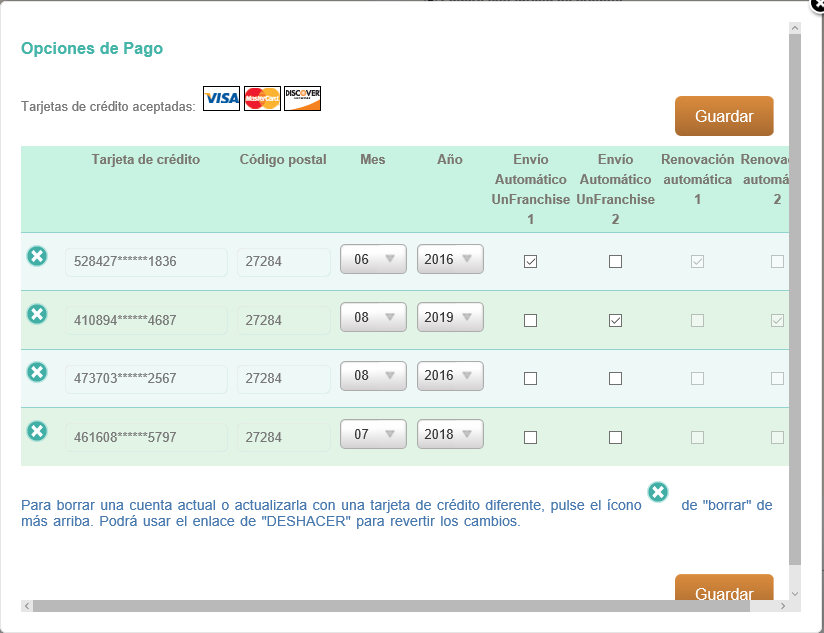 Opciones de Pago
Tarjetas de crédito aceptadas: VISA MasterCard DISCOVER
Guardar
Tarjeta de crédito Código postal Mes Año Envío Envío Renovación Renovac
Automático Automático automática automá
UnFranchise UnFranchise 1 2
1 2
528427******1836 27284 06 2016
410894******4687 27284 08 2019
473703******2567 27284 08 2016
461608******5797 27284 07 2018
Para borrar una cuenta actual o actualizarla con una tarjeta de crédito diferente, pulse el ícono de "borrar" de
más arriba. Podrá usar el enlace de "DESHACER" para revertir los cambios.
Guardar